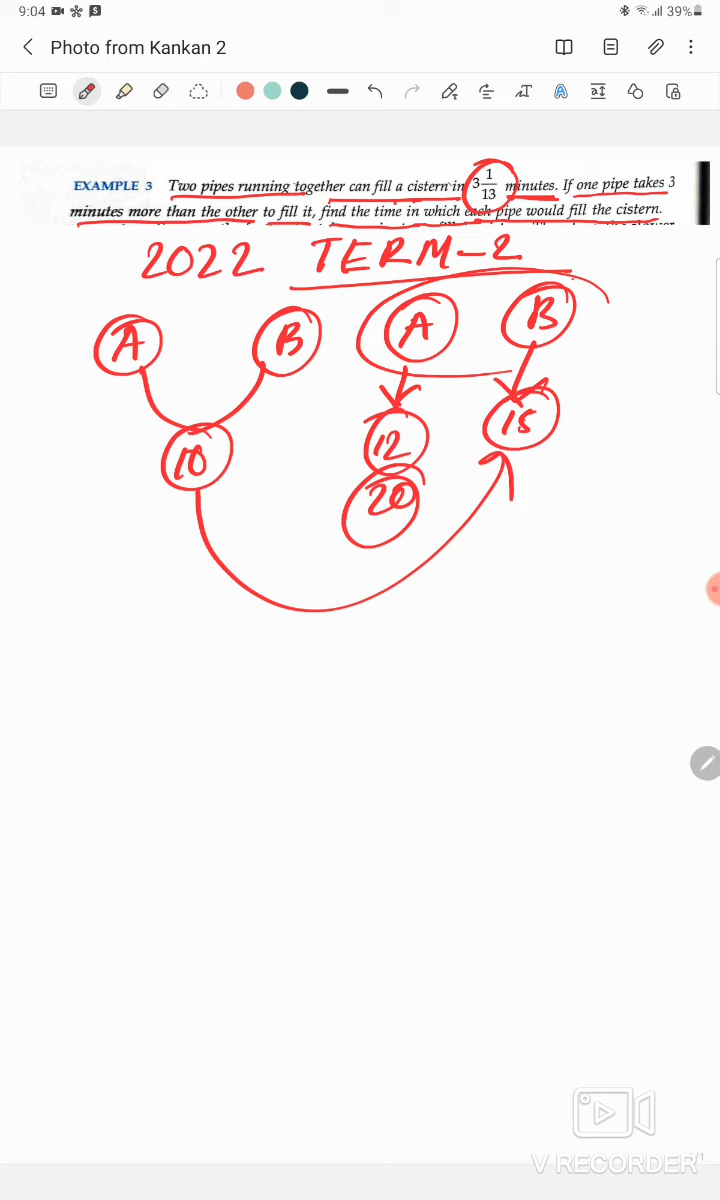 9:04 39%
Photo from Kankan 2
EXAMPLE 3 Two pipes running together can fill a cistern in 3 1/13 minutes. If one pipe takes 3
minutes more than the other to fill it, find the time in which each pipe would fill the cistern.
2022 TERM-2
A B A B
10 12 15
20
V RECORDER
1/1